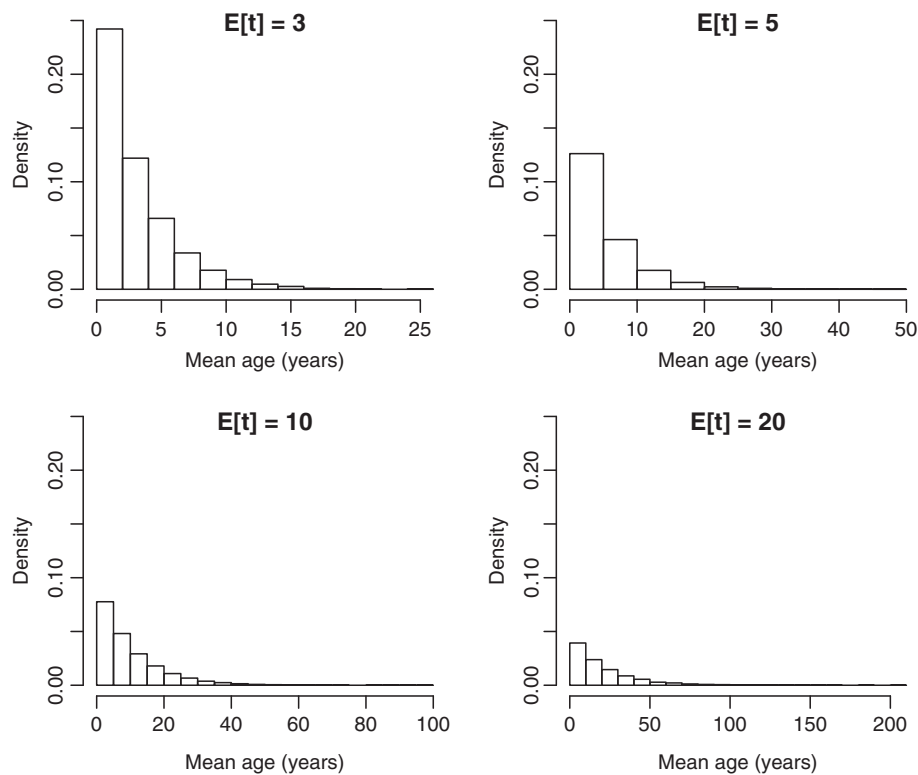 E[t] = 3
Density
0.00 0.10 0.20
0 5 10 15 20 25
Mean age (years)
E[t] = 5
Density
0.00 0.10 0.20
0 10 20 30 40 50
Mean age (years)
E[t] = 10
Density
0.00 0.10 0.20
0 20 40 60 80 100
Mean age (years)
E[t] = 20
Density
0.00 0.10 0.20
0 50 100 150 200
Mean age (years)